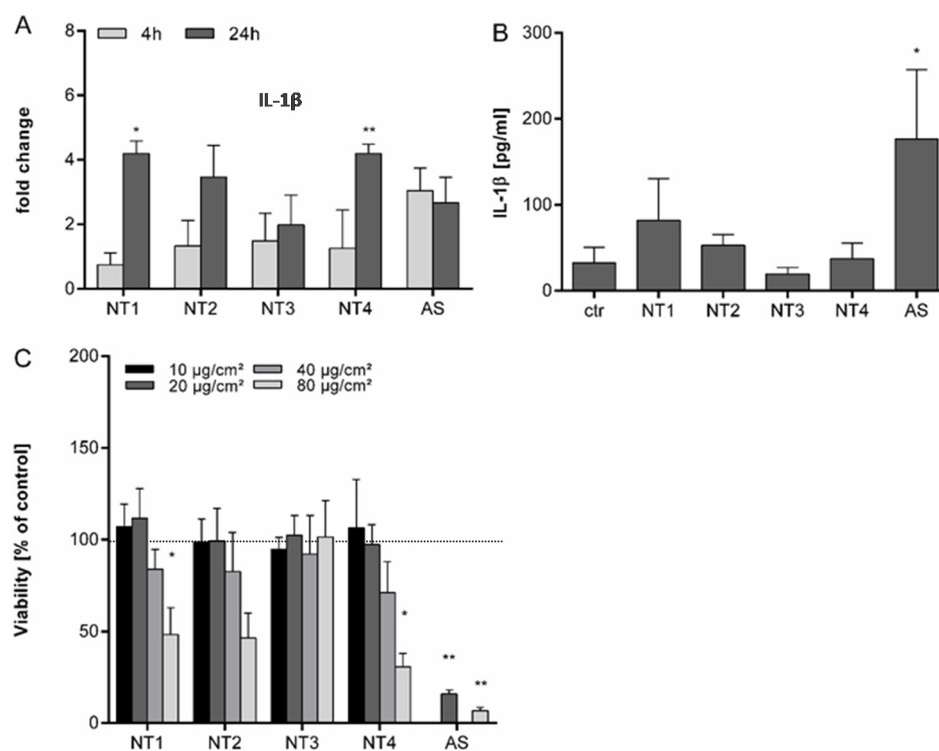 A
4h 24h
IL-1β
fold change
8
6
4
2
0
* **
NT1 NT2 NT3 NT4 AS
B
IL-1β [pg/ml]
300
200
100
0
*
ctr NT1 NT2 NT3 NT4 AS
C
10 µg/cm² 40 µg/cm²
20 µg/cm² 80 µg/cm²
Viability [% of control]
200
150
100
50
0
* * ** **
NT1 NT2 NT3 NT4 AS